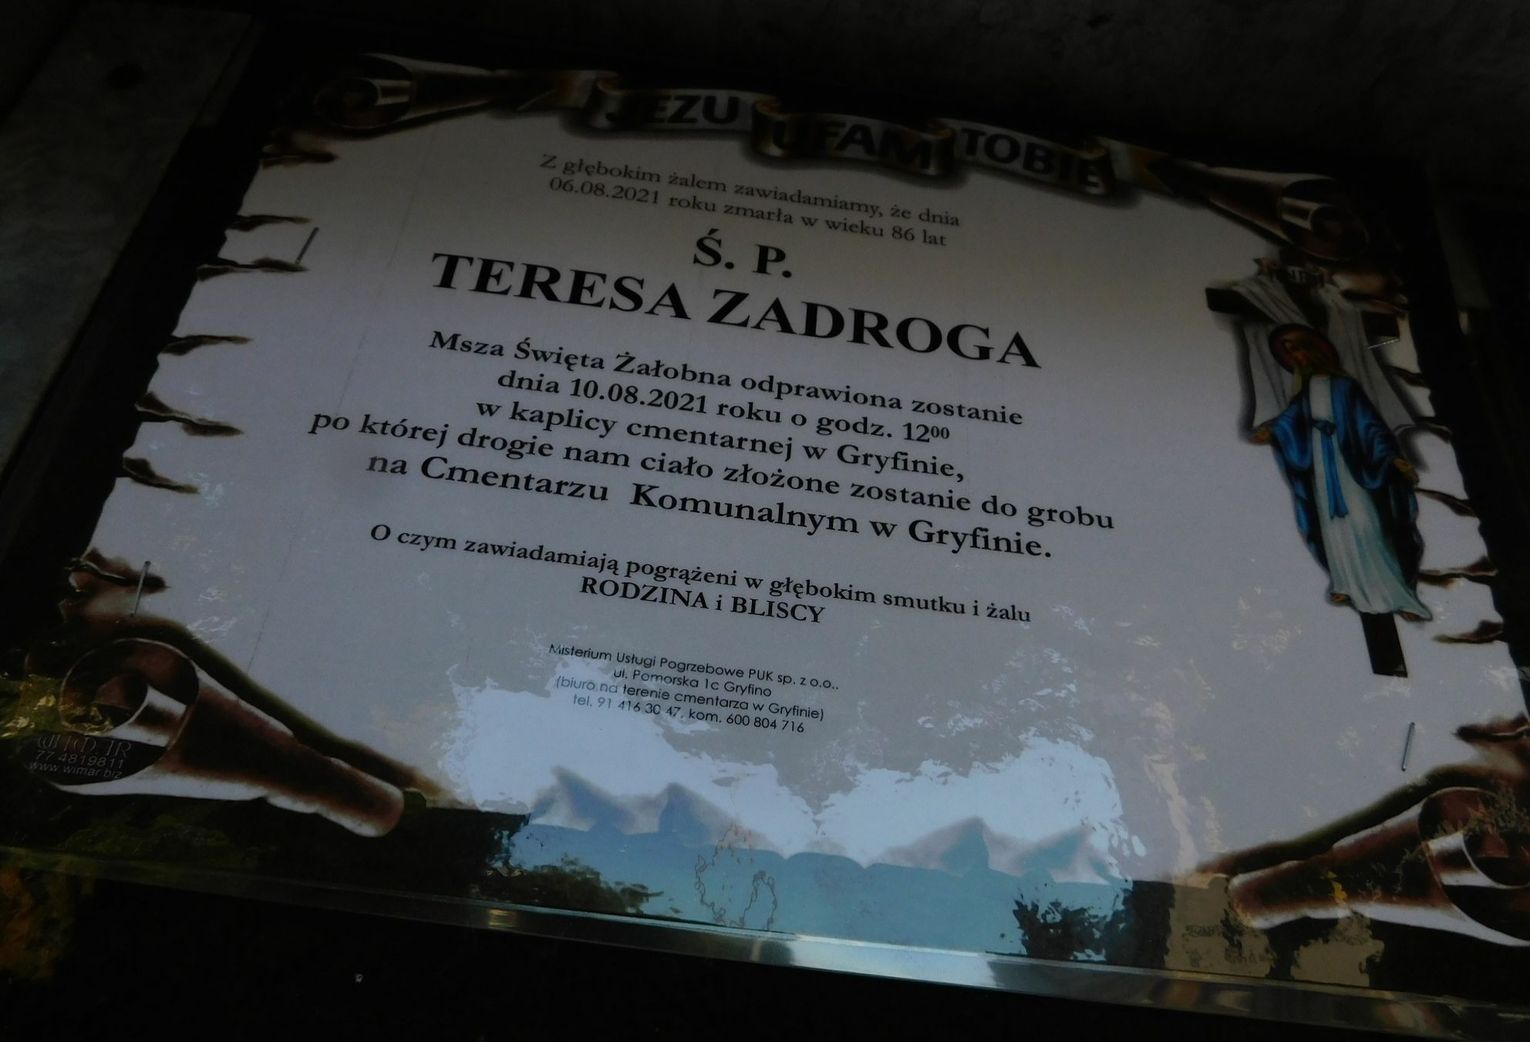 JEZU UFAM TOBIE
Z głębokim żalem zawiadamiamy, że dnia
06.08.2021 roku zmarła w wieku 86 lat
Ś. P.
TERESA ZADROGA
Msza Święta Żałobna odprawiona zostanie
dnia 10.08.2021 roku o godz. 12⁰⁰
w kaplicy cmentarnej w Gryfinie,
po której drogie nam ciało złożone zostanie do grobu
na Cmentarzu Komunalnym w Gryfinie.
O czym zawiadamiają pogrążeni w głębokim smutku i żalu
RODZINA i BLISCY
Misterium Usługi Pogrzebowe PUK sp. z o.o..
ul. Pomorska 1c Gryfino
(biuro na terenie cmentarza w Gryfinie)
tel. 91 416 30 47, kom. 600 804 716
77 4819811
www.wimar.biz